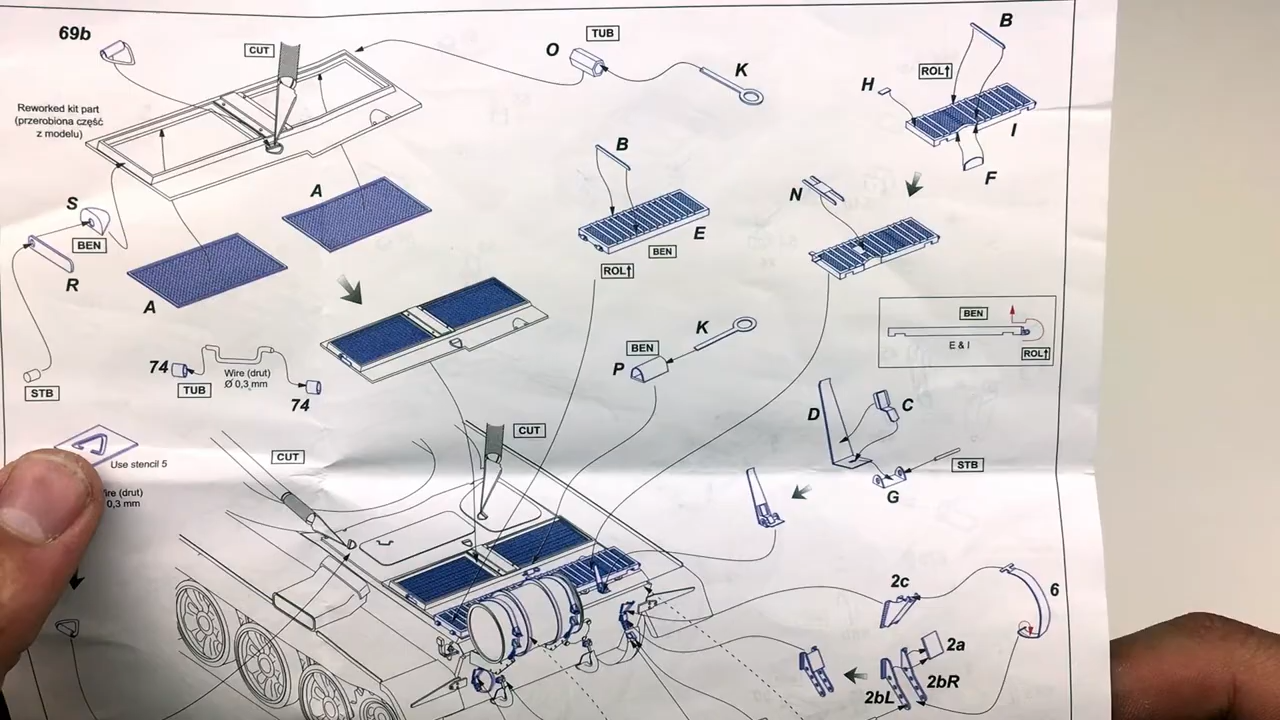 69b
CUT
TUB
O
K
B
ROL↑
H
I
F
Reworked kit part
(przerobiona część
z modelu)
S
BEN
R
A
A
B
E
BEN
ROL↑
N
BEN
E & I
ROL↑
STB
74
TUB
Wire (drut)
Ø 0,3 mm
74
BEN
P
K
D
C
STB
G
CUT
CUT
Use stencil 5
ire (drut)
0,3 mm
2c
6
2a
2bR
2bL